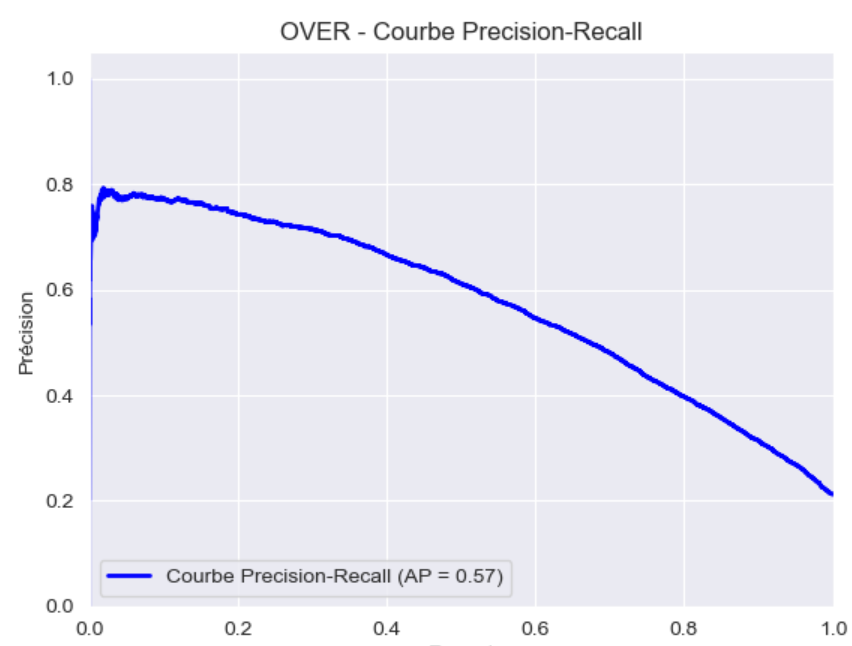 OVER - Courbe Precision-Recall
1.0
0.8
0.6
0.4
0.2
0.0
Précision
Courbe Precision-Recall (AP = 0.57)
0.0 0.2 0.4 0.6 0.8 1.0